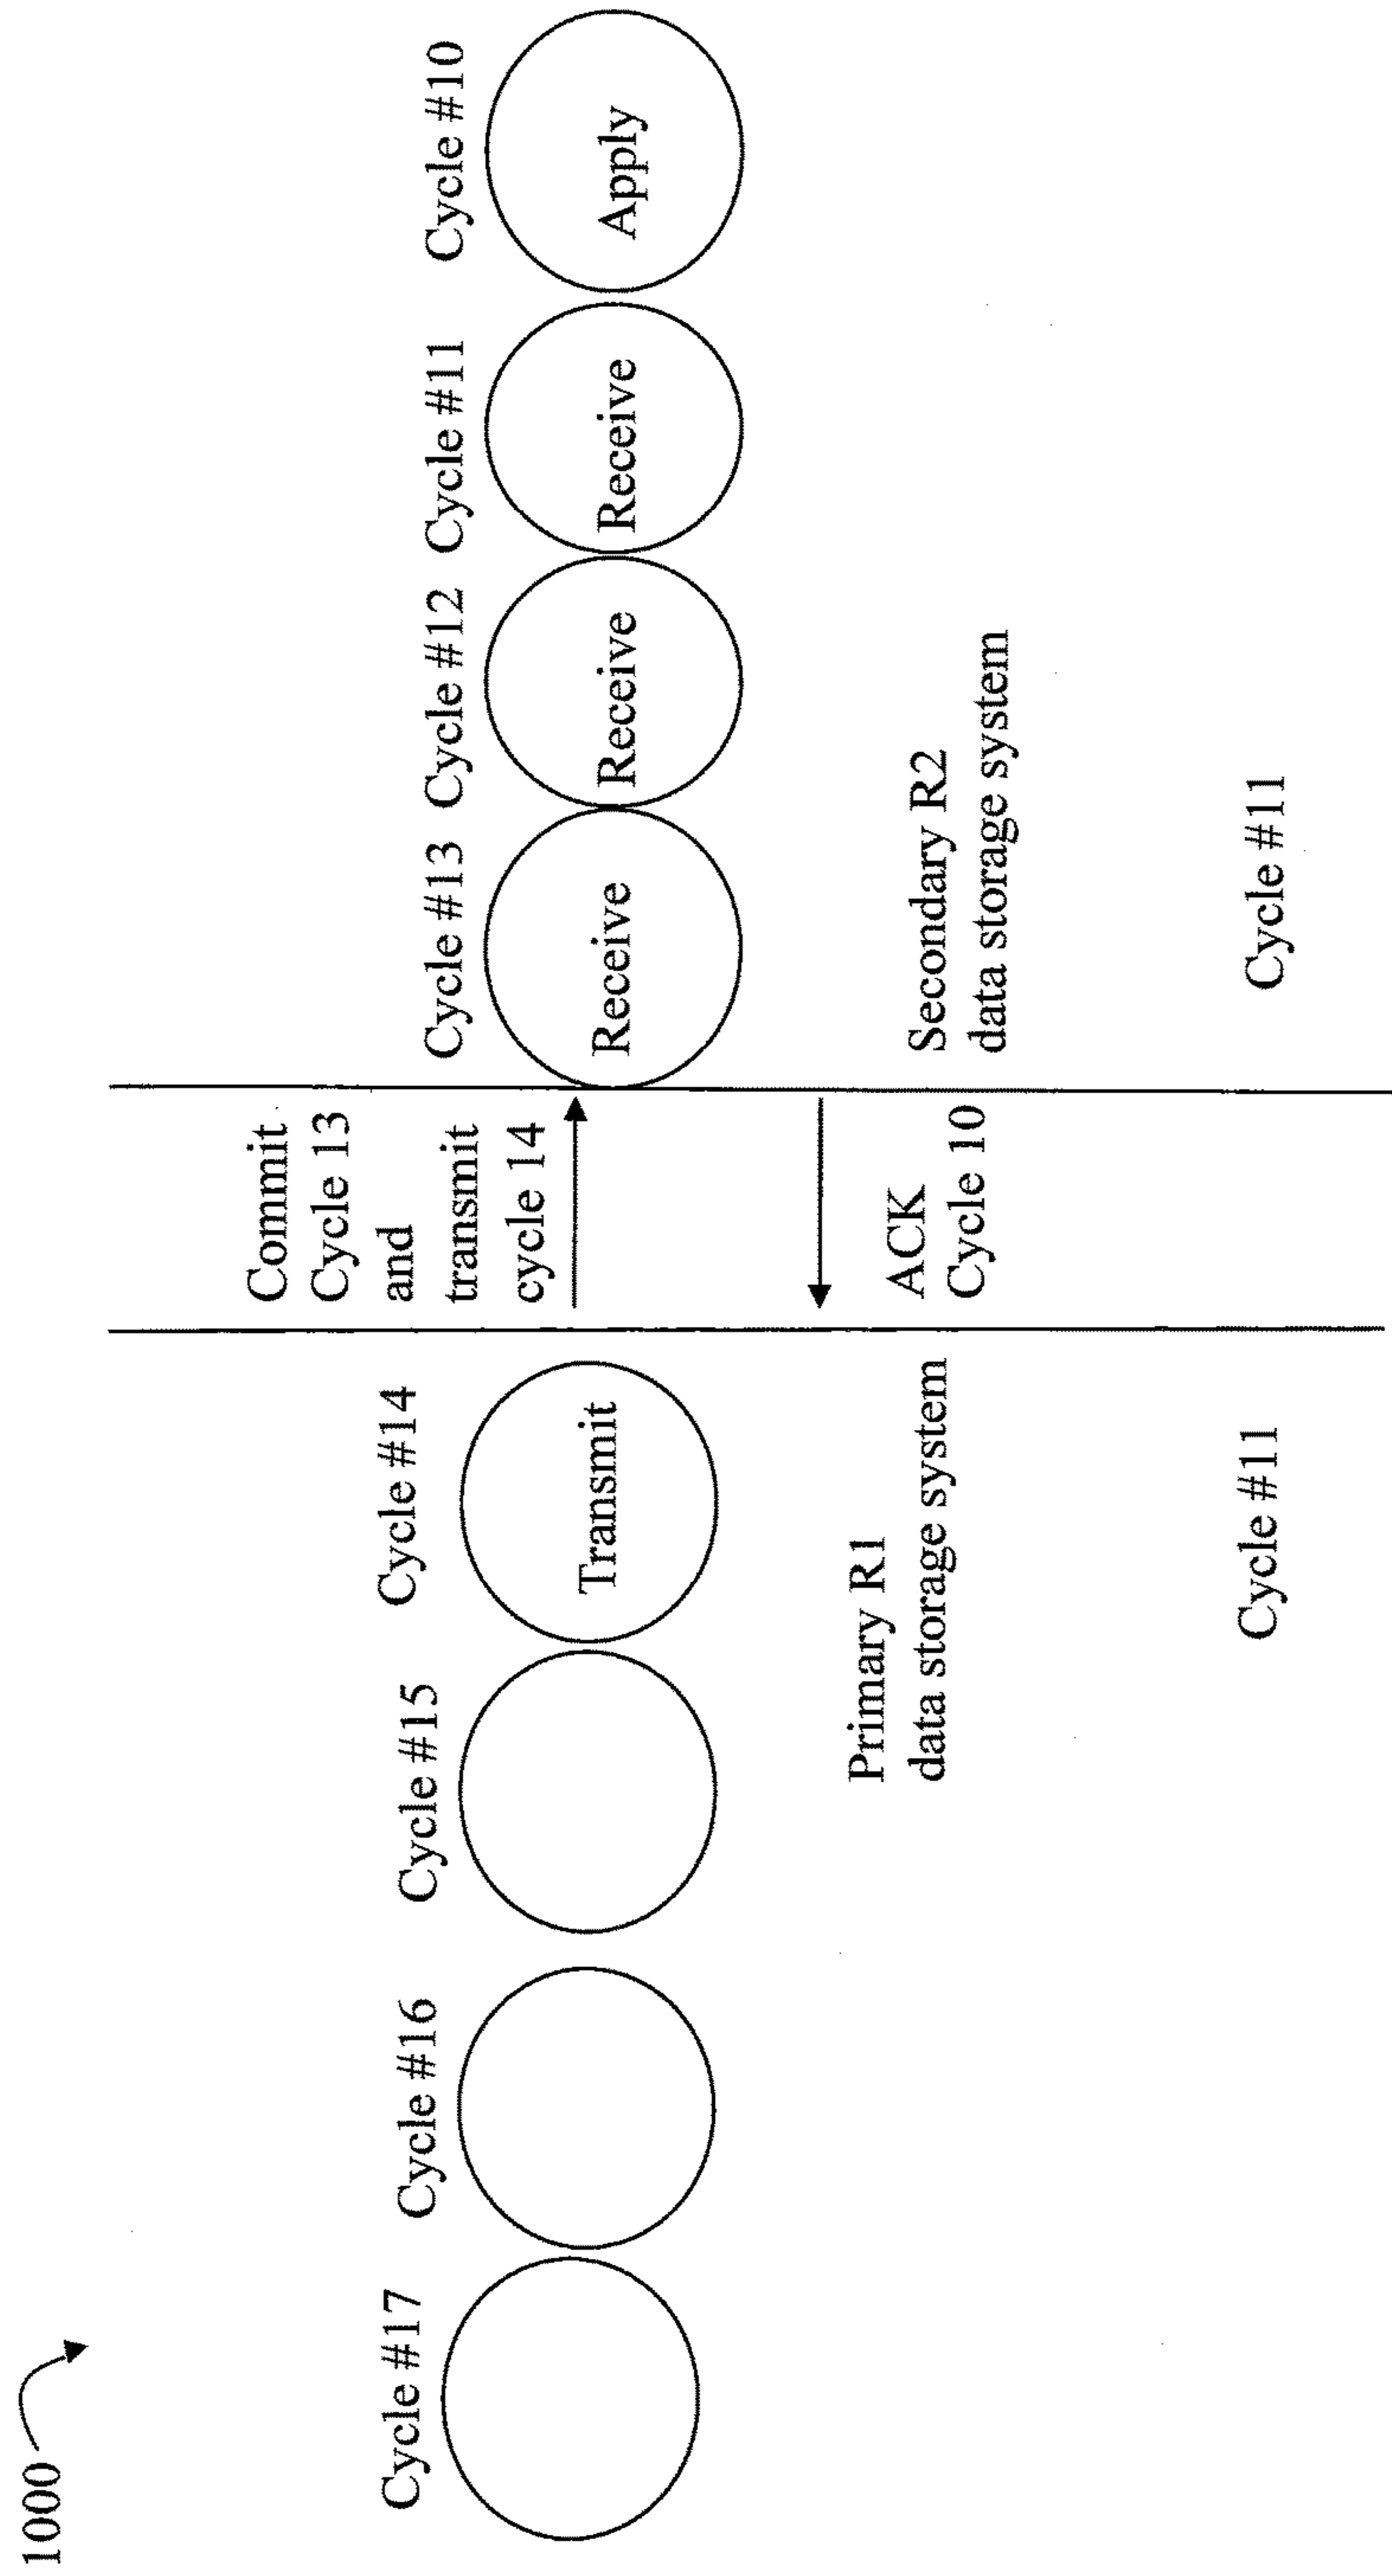 1000
Commit
Cycle 13
and
transmit
cycle 14
Cycle #17
Cycle #16
Cycle #15
Cycle #14
Cycle #13
Cycle #12
Cycle #11
Cycle #10
Transmit
Receive
Receive
Receive
Apply
Primary R1
data storage system
ACK
Cycle 10
Secondary R2
data storage system
Cycle #11
Cycle #11